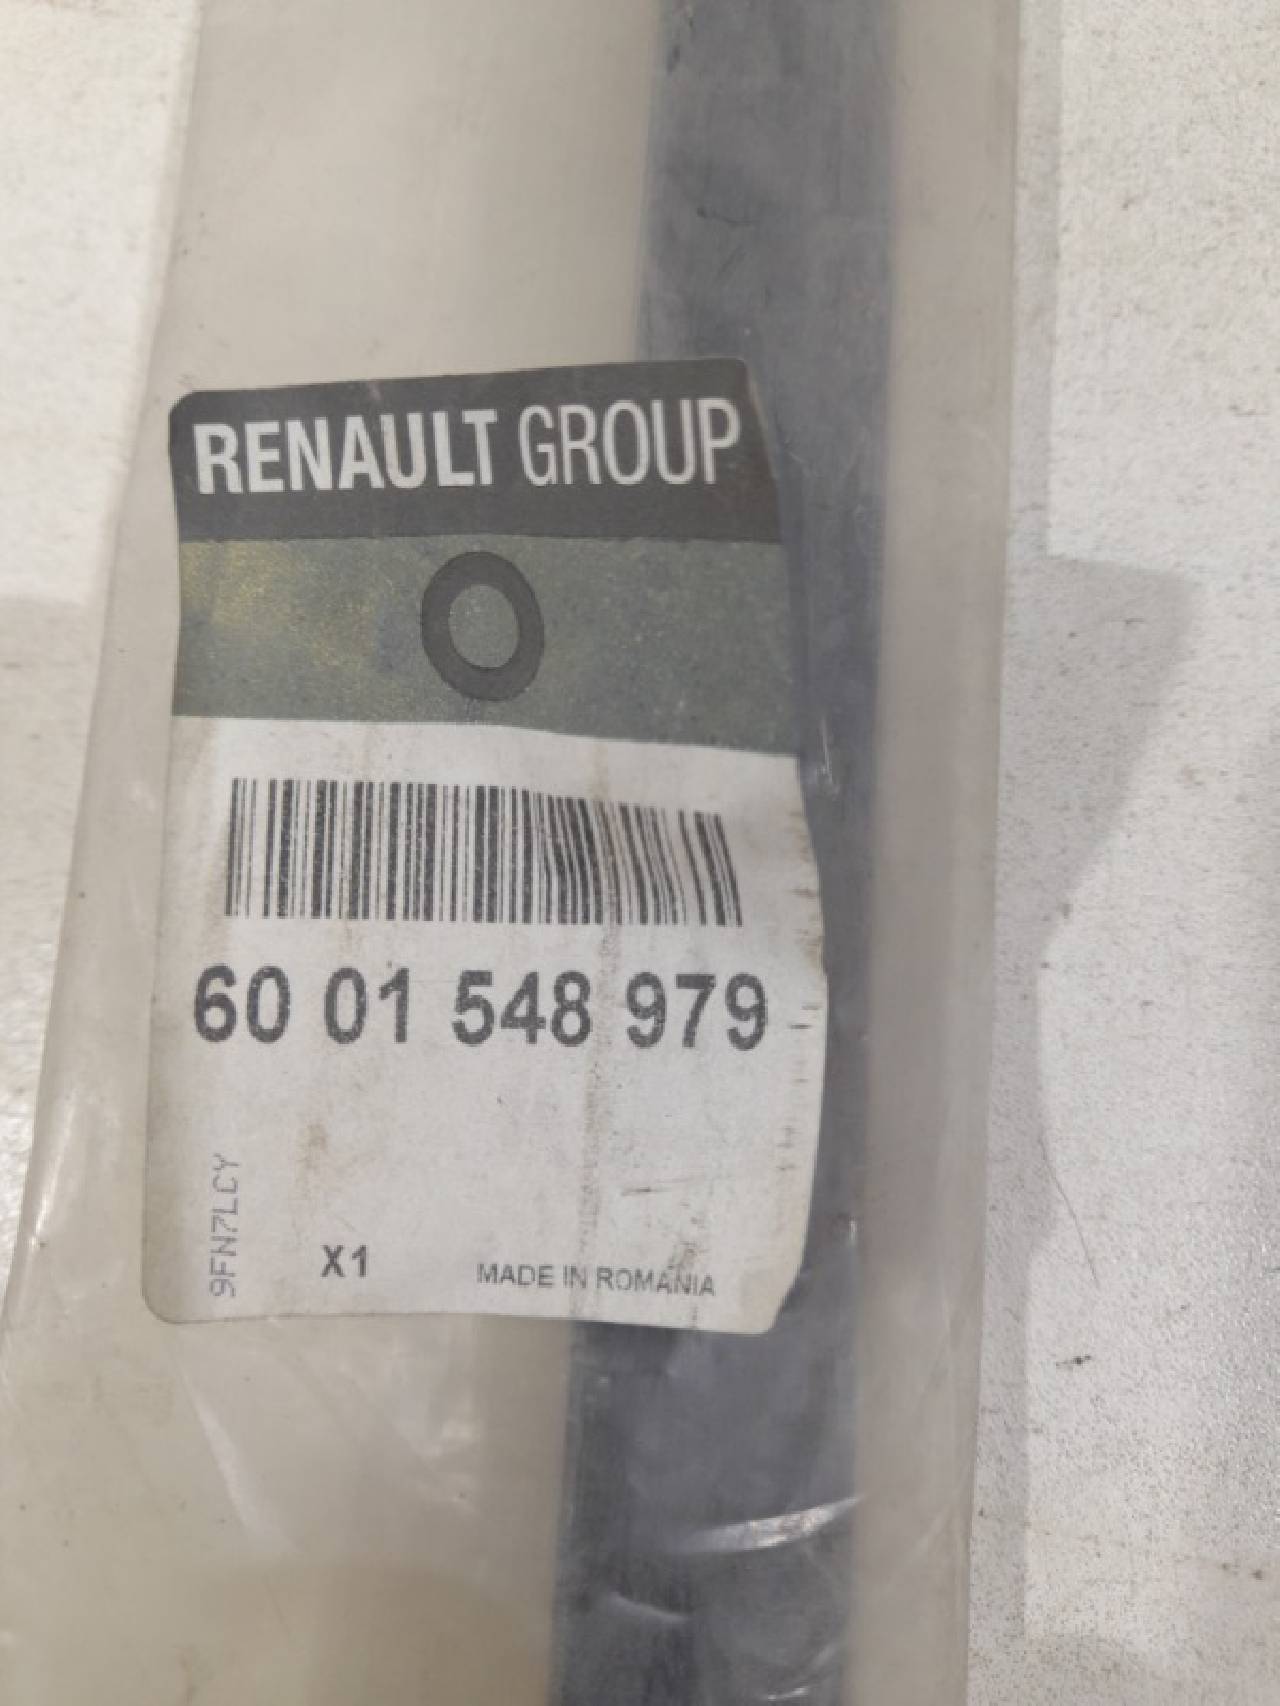 RENAULT GROUP
60 01 548 979
9FN7LCY
X1
MADE IN ROMANIA